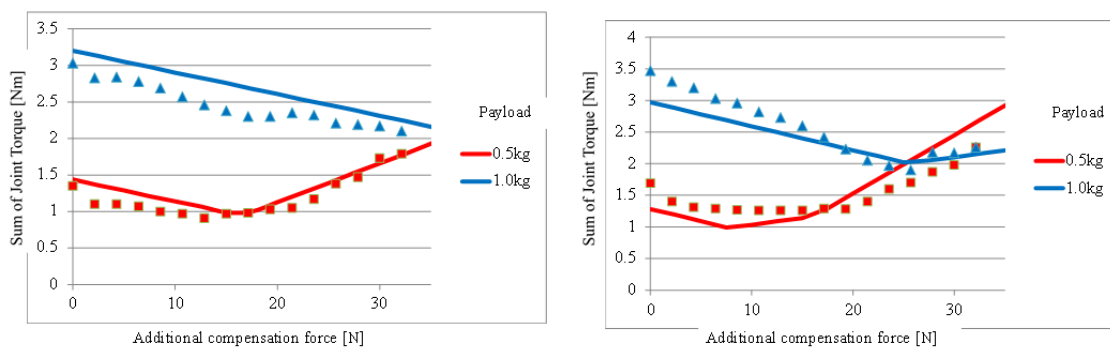 3.5
3
2.5
2
1.5
1
0.5
0
0 10 20 30
Sum of Joint Torque [Nm]
Additional compensation force [N]
Payload
0.5kg
1.0kg
4
3.5
3
2.5
2
1.5
1
0.5
0
0 10 20 30
Sum of Joint Torque [Nm]
Additional compensation force [N]
Payload
0.5kg
1.0kg